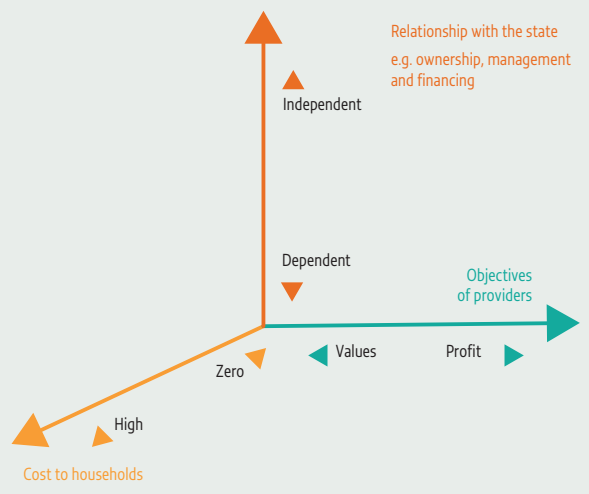 Relationship with the state
e.g. ownership, management
and financing
Independent
Dependent
Objectives
of providers
Values
Profit
Zero
High
Cost to households